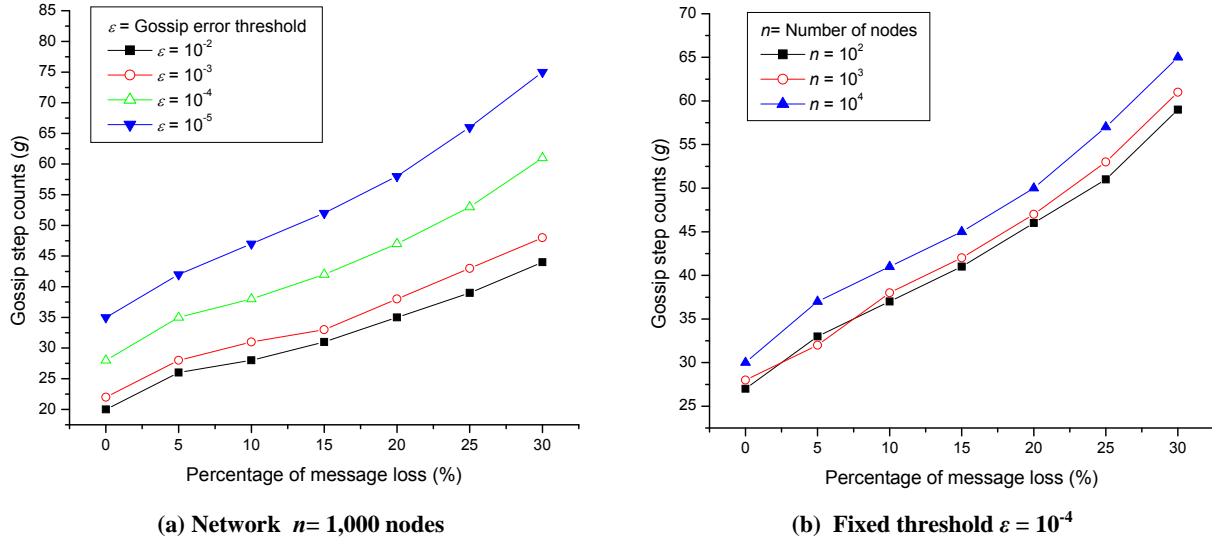 85
80
75
70
65
60
55
50
45
40
35
30
25
20
Gossip step counts (g)
ε = Gossip error threshold
ε = 10⁻²
ε = 10⁻³
ε = 10⁻⁴
ε = 10⁻⁵
0 5 10 15 20 25 30
Percentage of message loss (%)
(a) Network n= 1,000 nodes
70
65
60
55
50
45
40
35
30
25
Gossip step counts (g)
n= Number of nodes
n = 10²
n = 10³
n = 10⁴
0 5 10 15 20 25 30
Percentage of message loss (%)
(b) Fixed threshold ε = 10⁻⁴